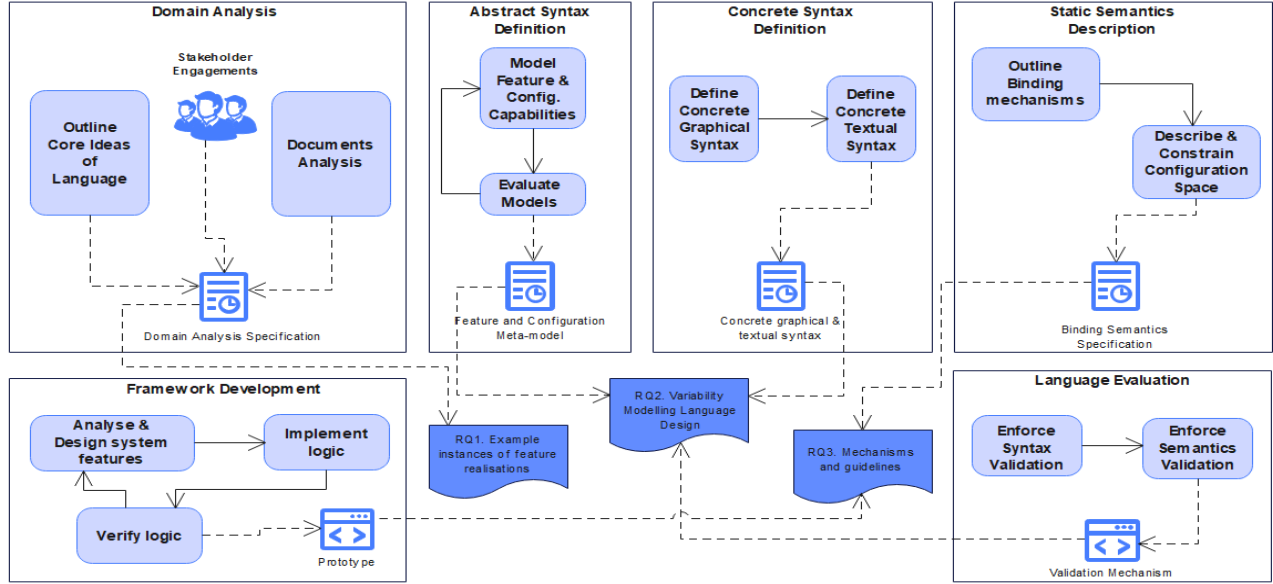 Domain Analysis
Stakeholder
Engagements
Outline
Core Ideas
of
Language
Documents
Analysis
Domain Analysis Specification
Abstract Syntax
Definition
Model
Feature &
Config.
Capabilities
Evaluate
Models
Feature and Configuration
Meta-model
Concrete Syntax
Definition
Define
Concrete
Graphical
Syntax
Define
Concrete
Textual
Syntax
Concrete graphical &
textual syntax
Static Semantics
Description
Outline
Binding
mechanisms
Describe &
Constrain
Configuration
Space
Binding Semantics
Specification
Framework Development
Analyse &
Design system
features
Implement
logic
Verify logic
Prototype
RQ1. Example
instances of feature
realisations
RQ2. Variability
Modelling Language
Design
RQ3. Mechanisms
and guidelines
Language Evaluation
Enforce
Syntax
Validation
Enforce
Semantics
Validation
Validation Mechanism